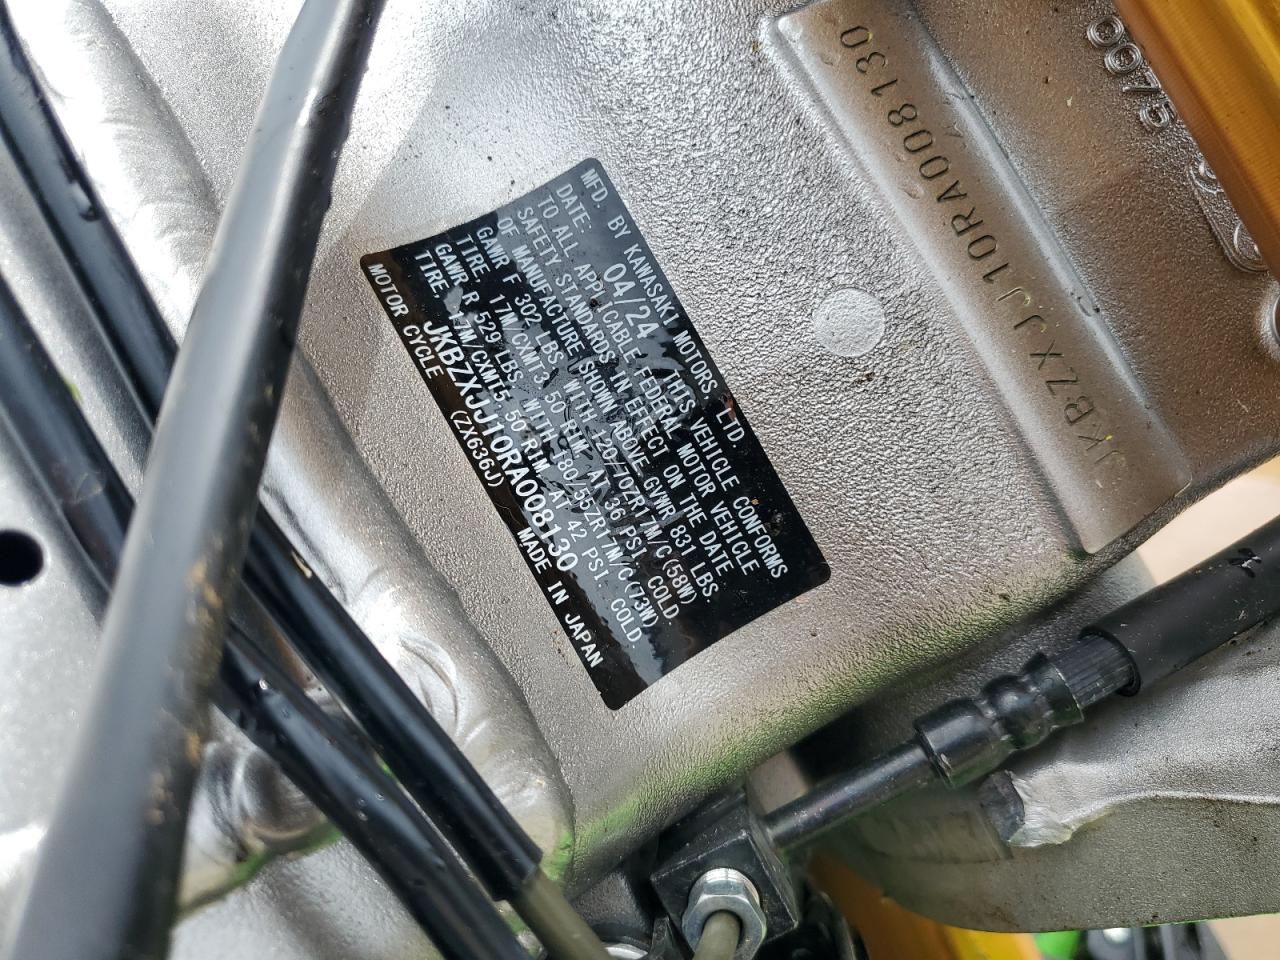 MFD. BY KAWASAKI MOTORS, LTD.
DATE: 04/24 THIS VEHICLE CONFORMS
TO ALL APPLICABLE FEDERAL MOTOR VEHICLE
SAFETY STANDARDS IN EFFECT ON THE DATE
OF MANUFACTURE SHOWN ABOVE. GVWR 831 LBS.
GAWR F 302 LBS WITH 120/70ZR17M/C(58W)
TIRE, 17M/CXMT3.50 RIM, AT 36 PSI COLD.
GAWR R 529 LBS. WITH 180/55ZR17M/C(73W)
TIRE, 17M/CXMT5.50 RIM, AT 42 PSI. COLD.
JKBZXJJ10RA008130
MOTOR CYCLE (ZX636J) MADE IN JAPAN
JKBZXJJ10RA008130